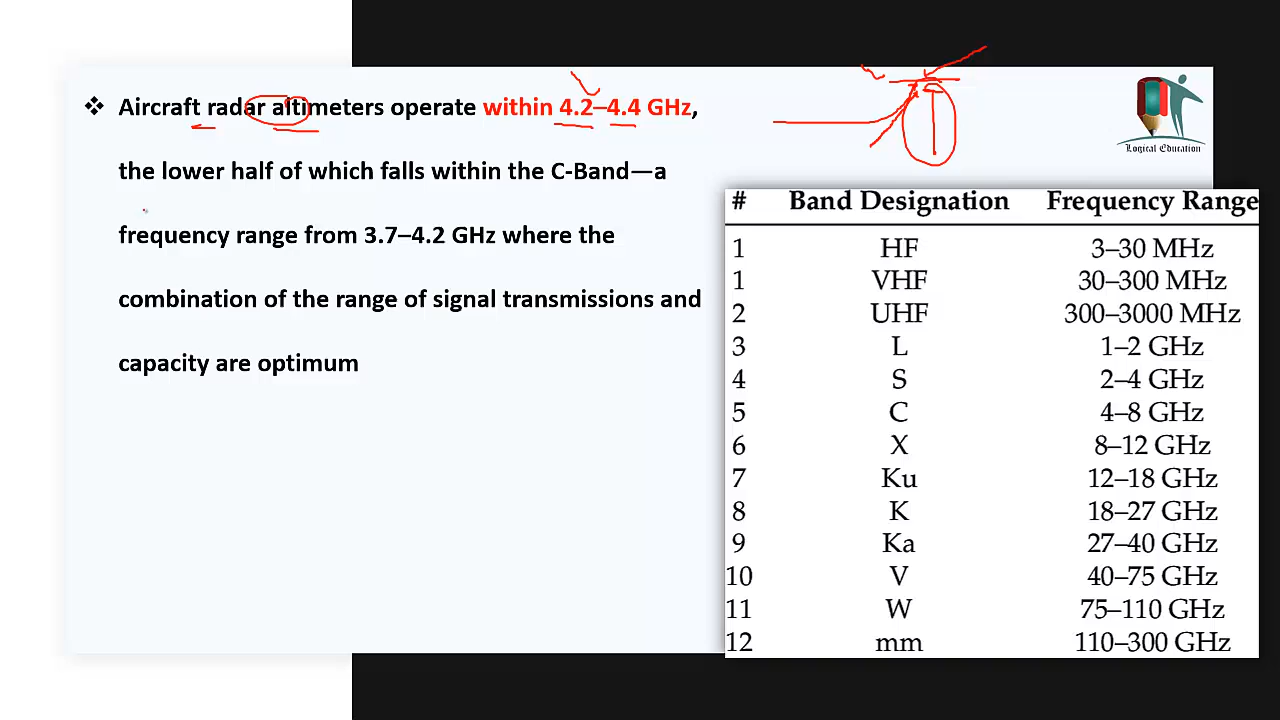 ❖ Aircraft radar altimeters operate within 4.2–4.4 GHz,
the lower half of which falls within the C-Band—a
frequency range from 3.7–4.2 GHz where the
combination of the range of signal transmissions and
capacity are optimum
Logical Education
# Band Designation Frequency Range
1 HF 3–30 MHz
1 VHF 30–300 MHz
2 UHF 300–3000 MHz
3 L 1–2 GHz
4 S 2–4 GHz
5 C 4–8 GHz
6 X 8–12 GHz
7 Ku 12–18 GHz
8 K 18–27 GHz
9 Ka 27–40 GHz
10 V 40–75 GHz
11 W 75–110 GHz
12 mm 110–300 GHz